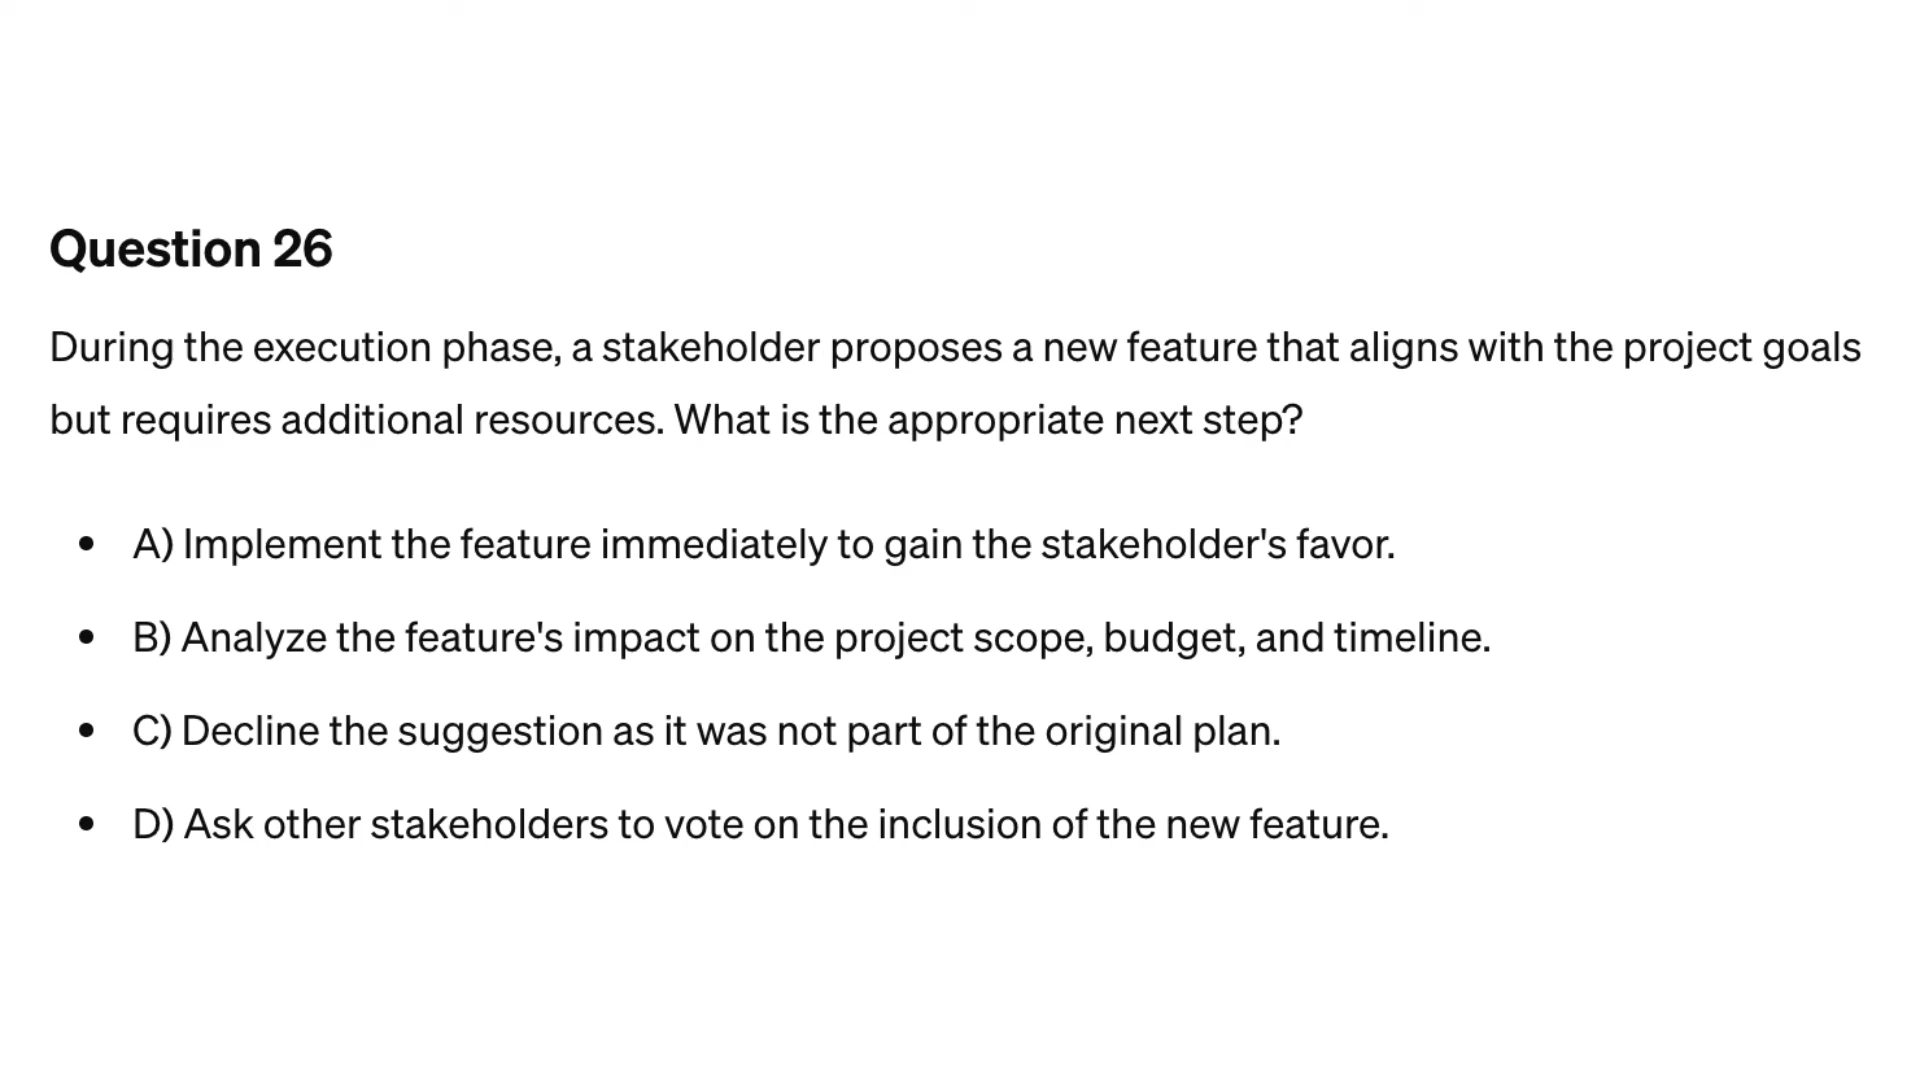 Question 26
During the execution phase, a stakeholder proposes a new feature that aligns with the project goals
but requires additional resources. What is the appropriate next step?
• A) Implement the feature immediately to gain the stakeholder's favor.
• B) Analyze the feature's impact on the project scope, budget, and timeline.
• C) Decline the suggestion as it was not part of the original plan.
• D) Ask other stakeholders to vote on the inclusion of the new feature.